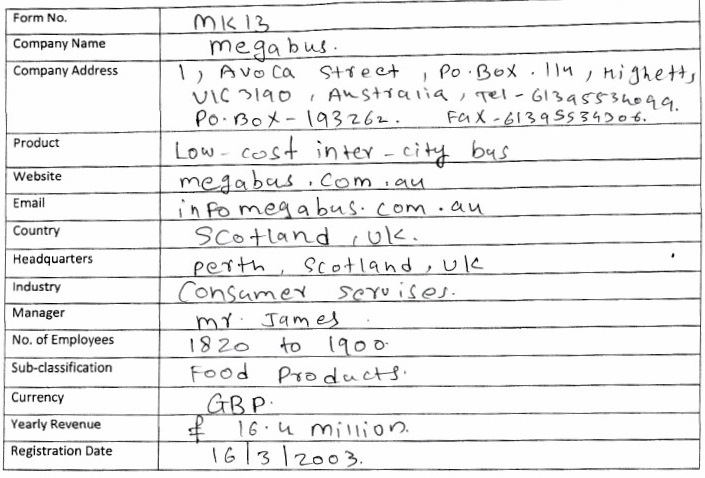 Form No. MK13
Company Name megabus.
Company Address 1, Avoca Street, Po.Box.114, Highett,
VIC 3190, Australia, Tel-61395534099.
PO.BOX-193262. Fax-61395534906.
Product Low-cost inter-city bus
Website megabus.com.au
Email infomegabus.com.au
Country Scotland, UK.
Headquarters perth, Scotland, UK
Industry Consumer servises.
Manager mr. James
No. of Employees 1820 to 1900.
Sub-classification Food Products.
Currency GBP.
Yearly Revenue £ 16.4 million.
Registration Date 16/3/2003.